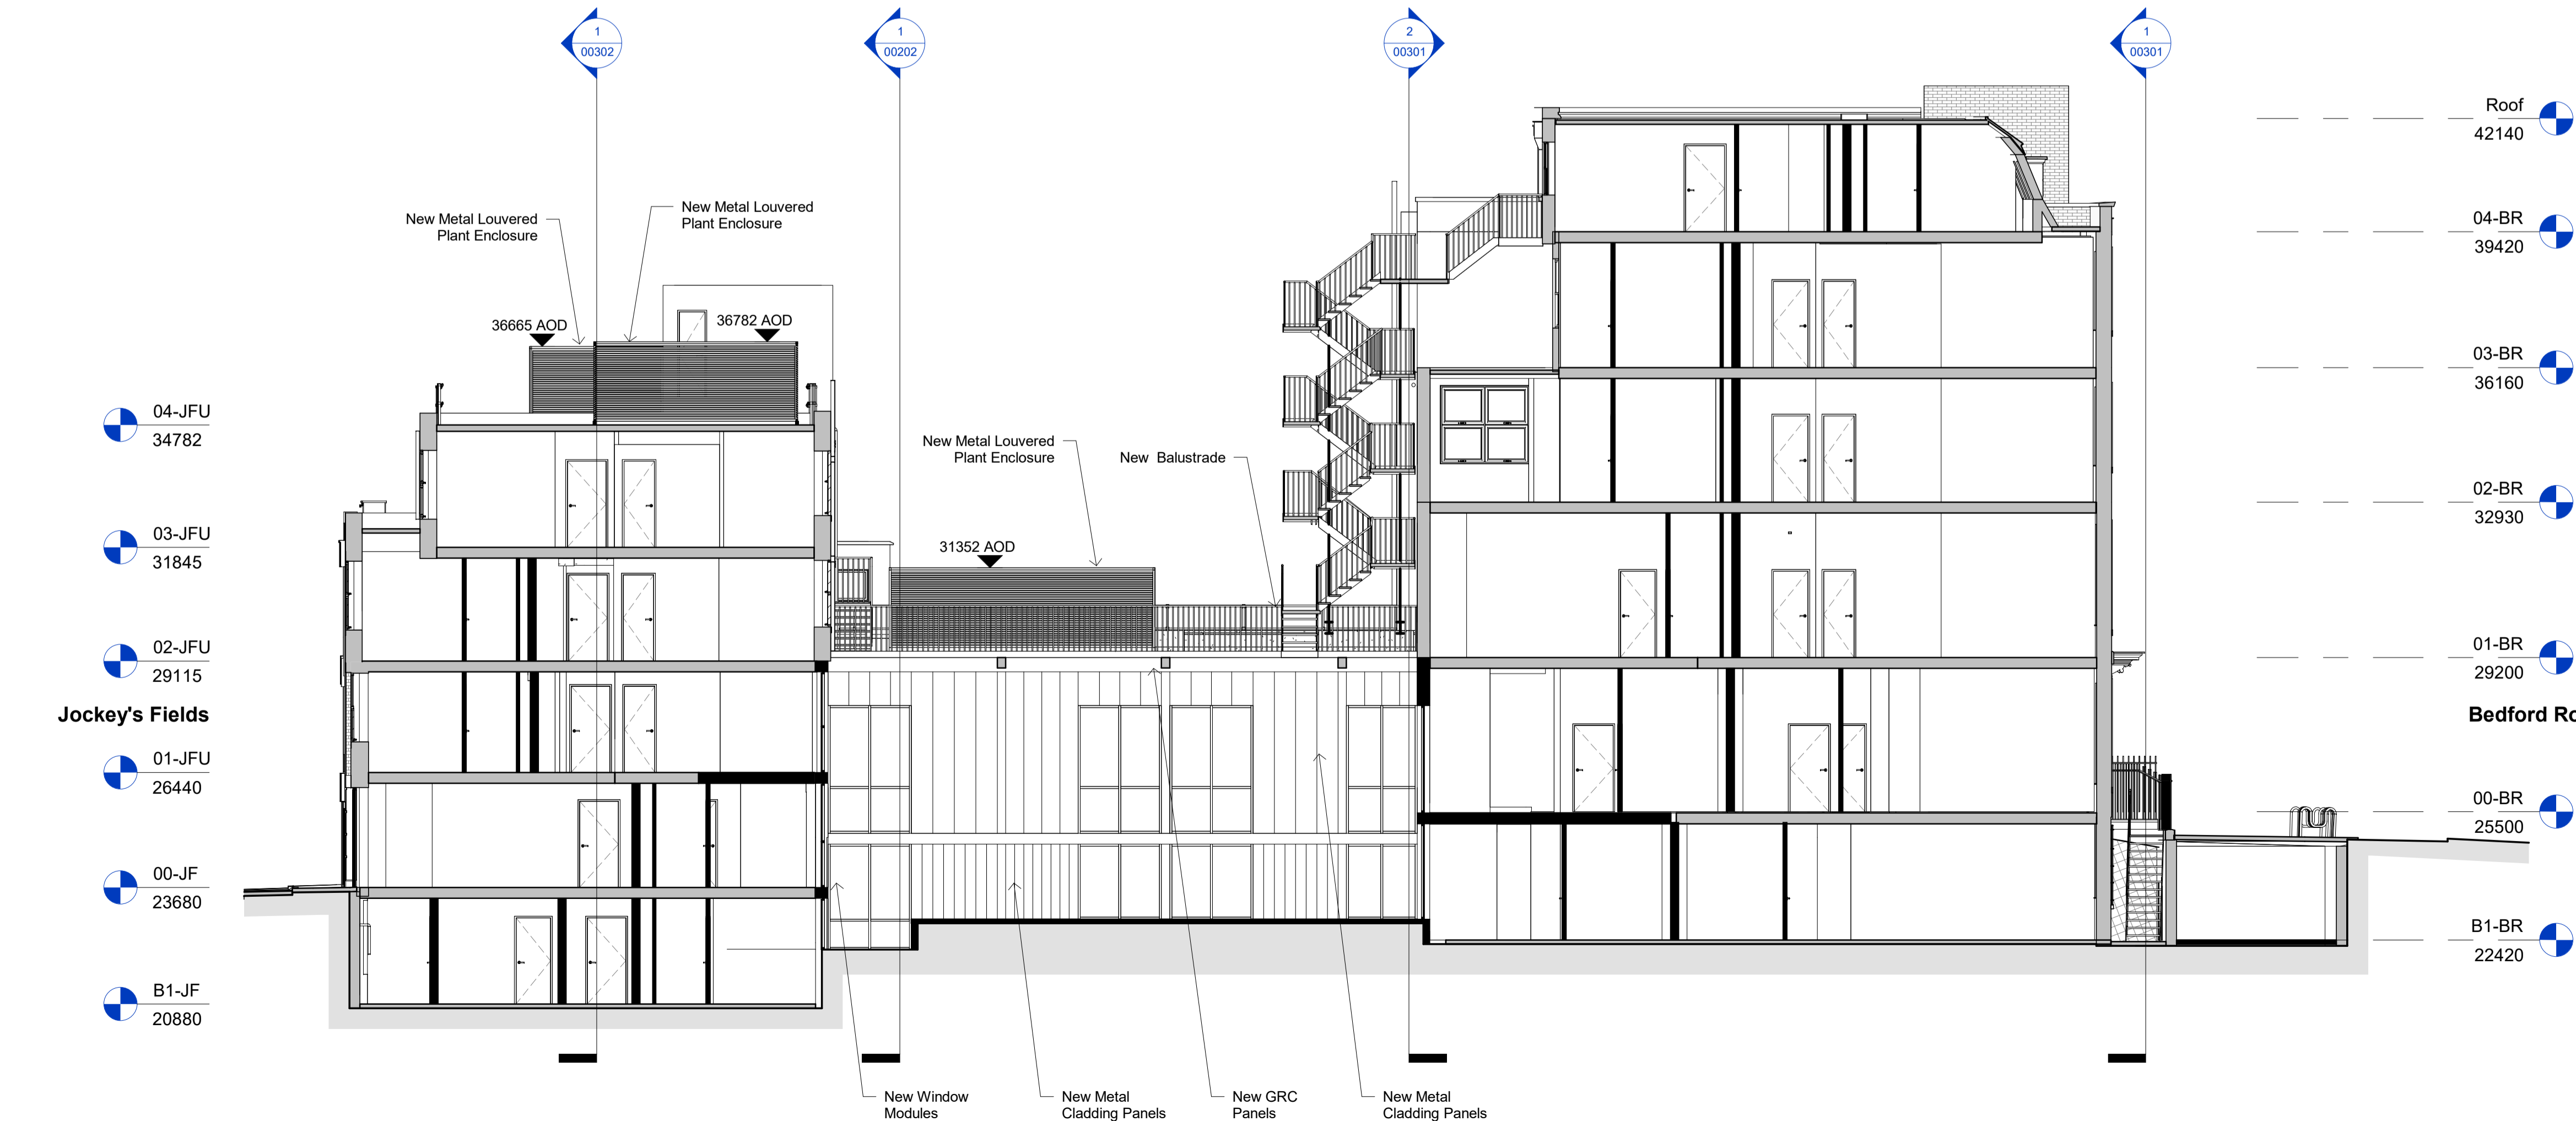 1
00302
1
00202
2
00301
1
00301
Roof
42140
04-BR
39420
03-BR
36160
02-BR
32930
01-BR
29200
Bedford Ro
00-BR
25500
B1-BR
22420
New Metal Louvered
Plant Enclosure
New Metal Louvered
Plant Enclosure
36665 AOD
36782 AOD
04-JFU
34782
03-JFU
31845
02-JFU
29115
Jockey's Fields
01-JFU
26440
00-JF
23680
B1-JF
20880
New Metal Louvered
Plant Enclosure
New Balustrade
31352 AOD
New Window
Modules
New Metal
Cladding Panels
New GRC
Panels
New Metal
Cladding Panels